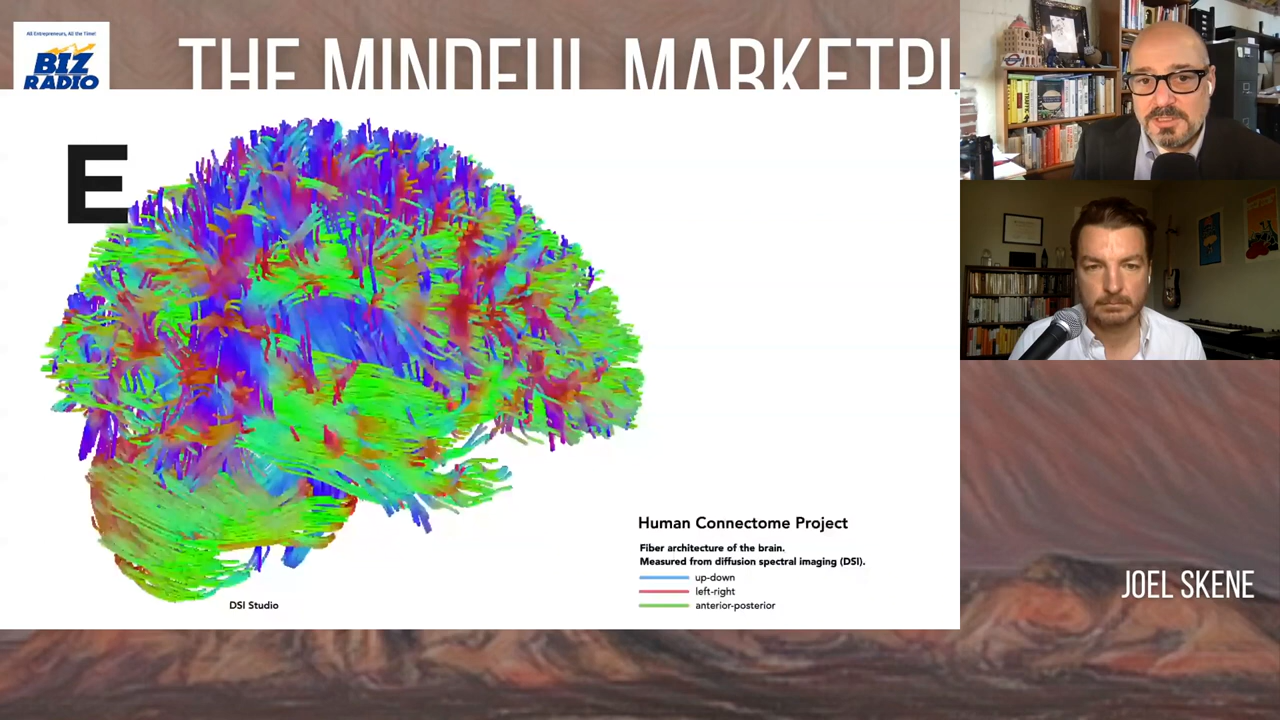 All Entrepreneurs, All the Time!
BIZ
RADIO
THE MINDFUL MARKETPL
E
Human Connectome Project
Fiber architecture of the brain.
Measured from diffusion spectral imaging (DSI).
up-down
left-right
anterior-posterior
DSI Studio
JOEL SKENE